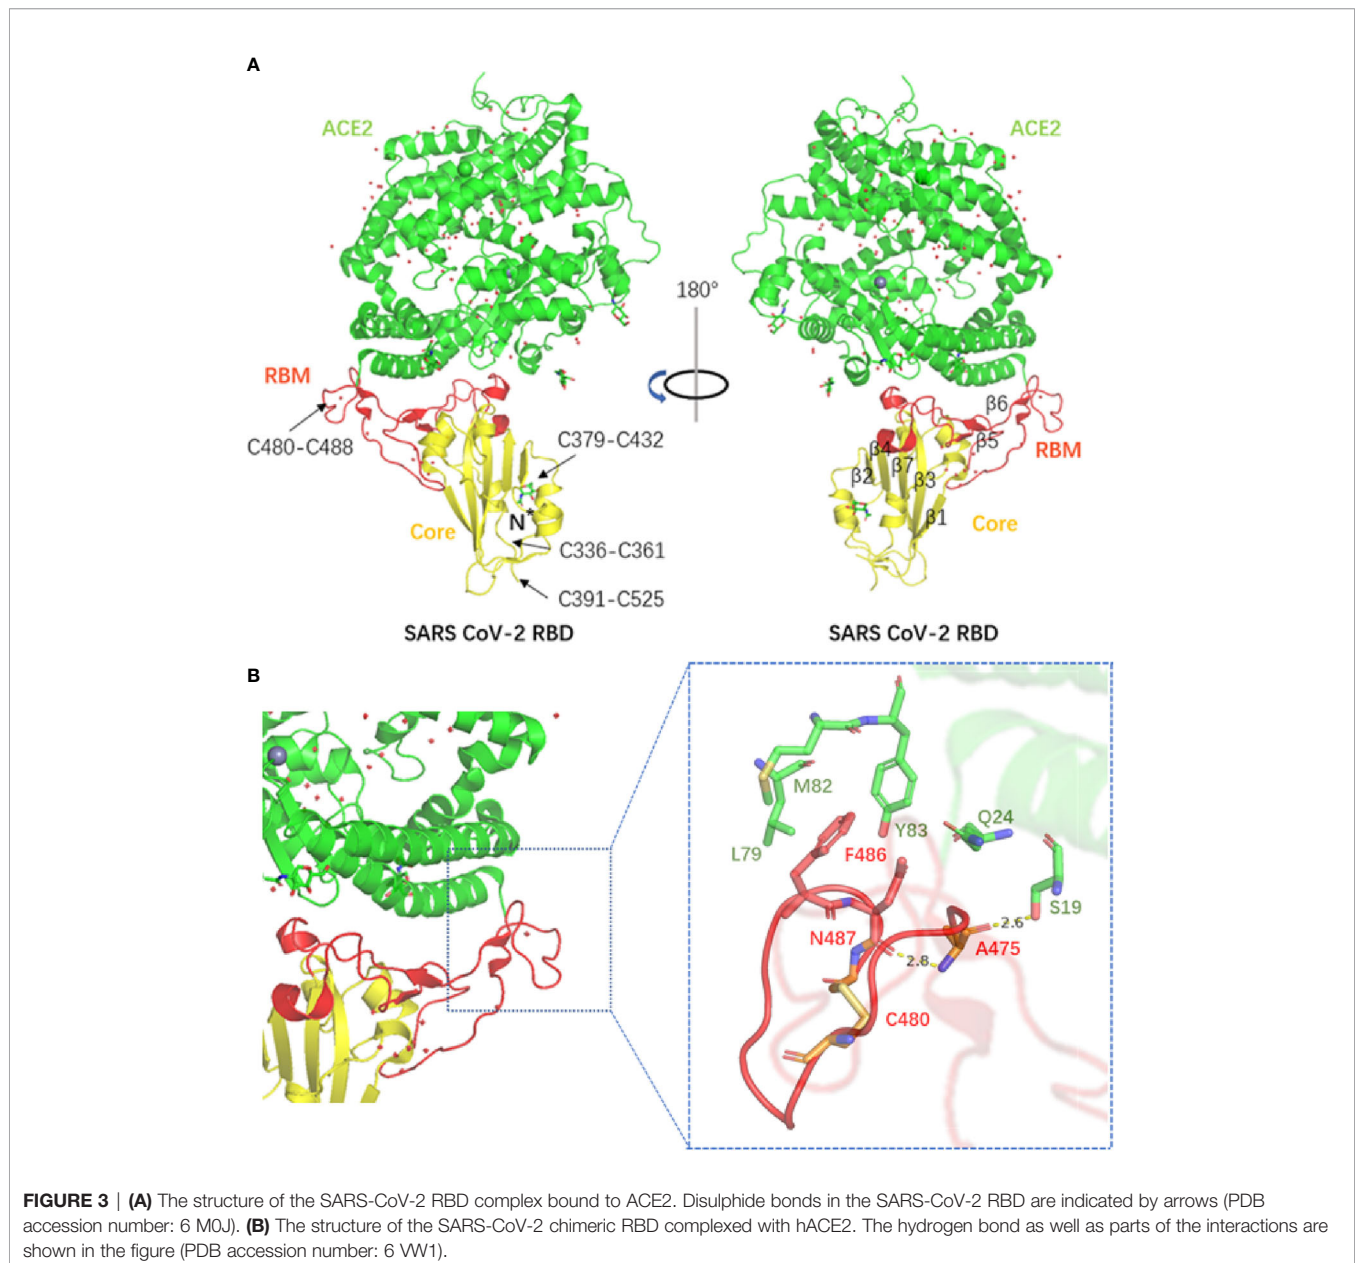 A
ACE2
ACE2
180°
RBM
C480-C488
C379-C432
N*
Core
C336-C361
C391-C525
β6
β5
RBM
β4
β7
β2
β3
β1
Core
SARS CoV-2 RBD
SARS CoV-2 RBD
B
M82
Y83
Q24
L79
F486
S19
2.6
N487
A475
2.8
C480
FIGURE 3 | (A) The structure of the SARS-CoV-2 RBD complex bound to ACE2. Disulphide bonds in the SARS-CoV-2 RBD are indicated by arrows (PDB
accession number: 6 M0J). (B) The structure of the SARS-CoV-2 chimeric RBD complexed with hACE2. The hydrogen bond as well as parts of the interactions are
shown in the figure (PDB accession number: 6 VW1).